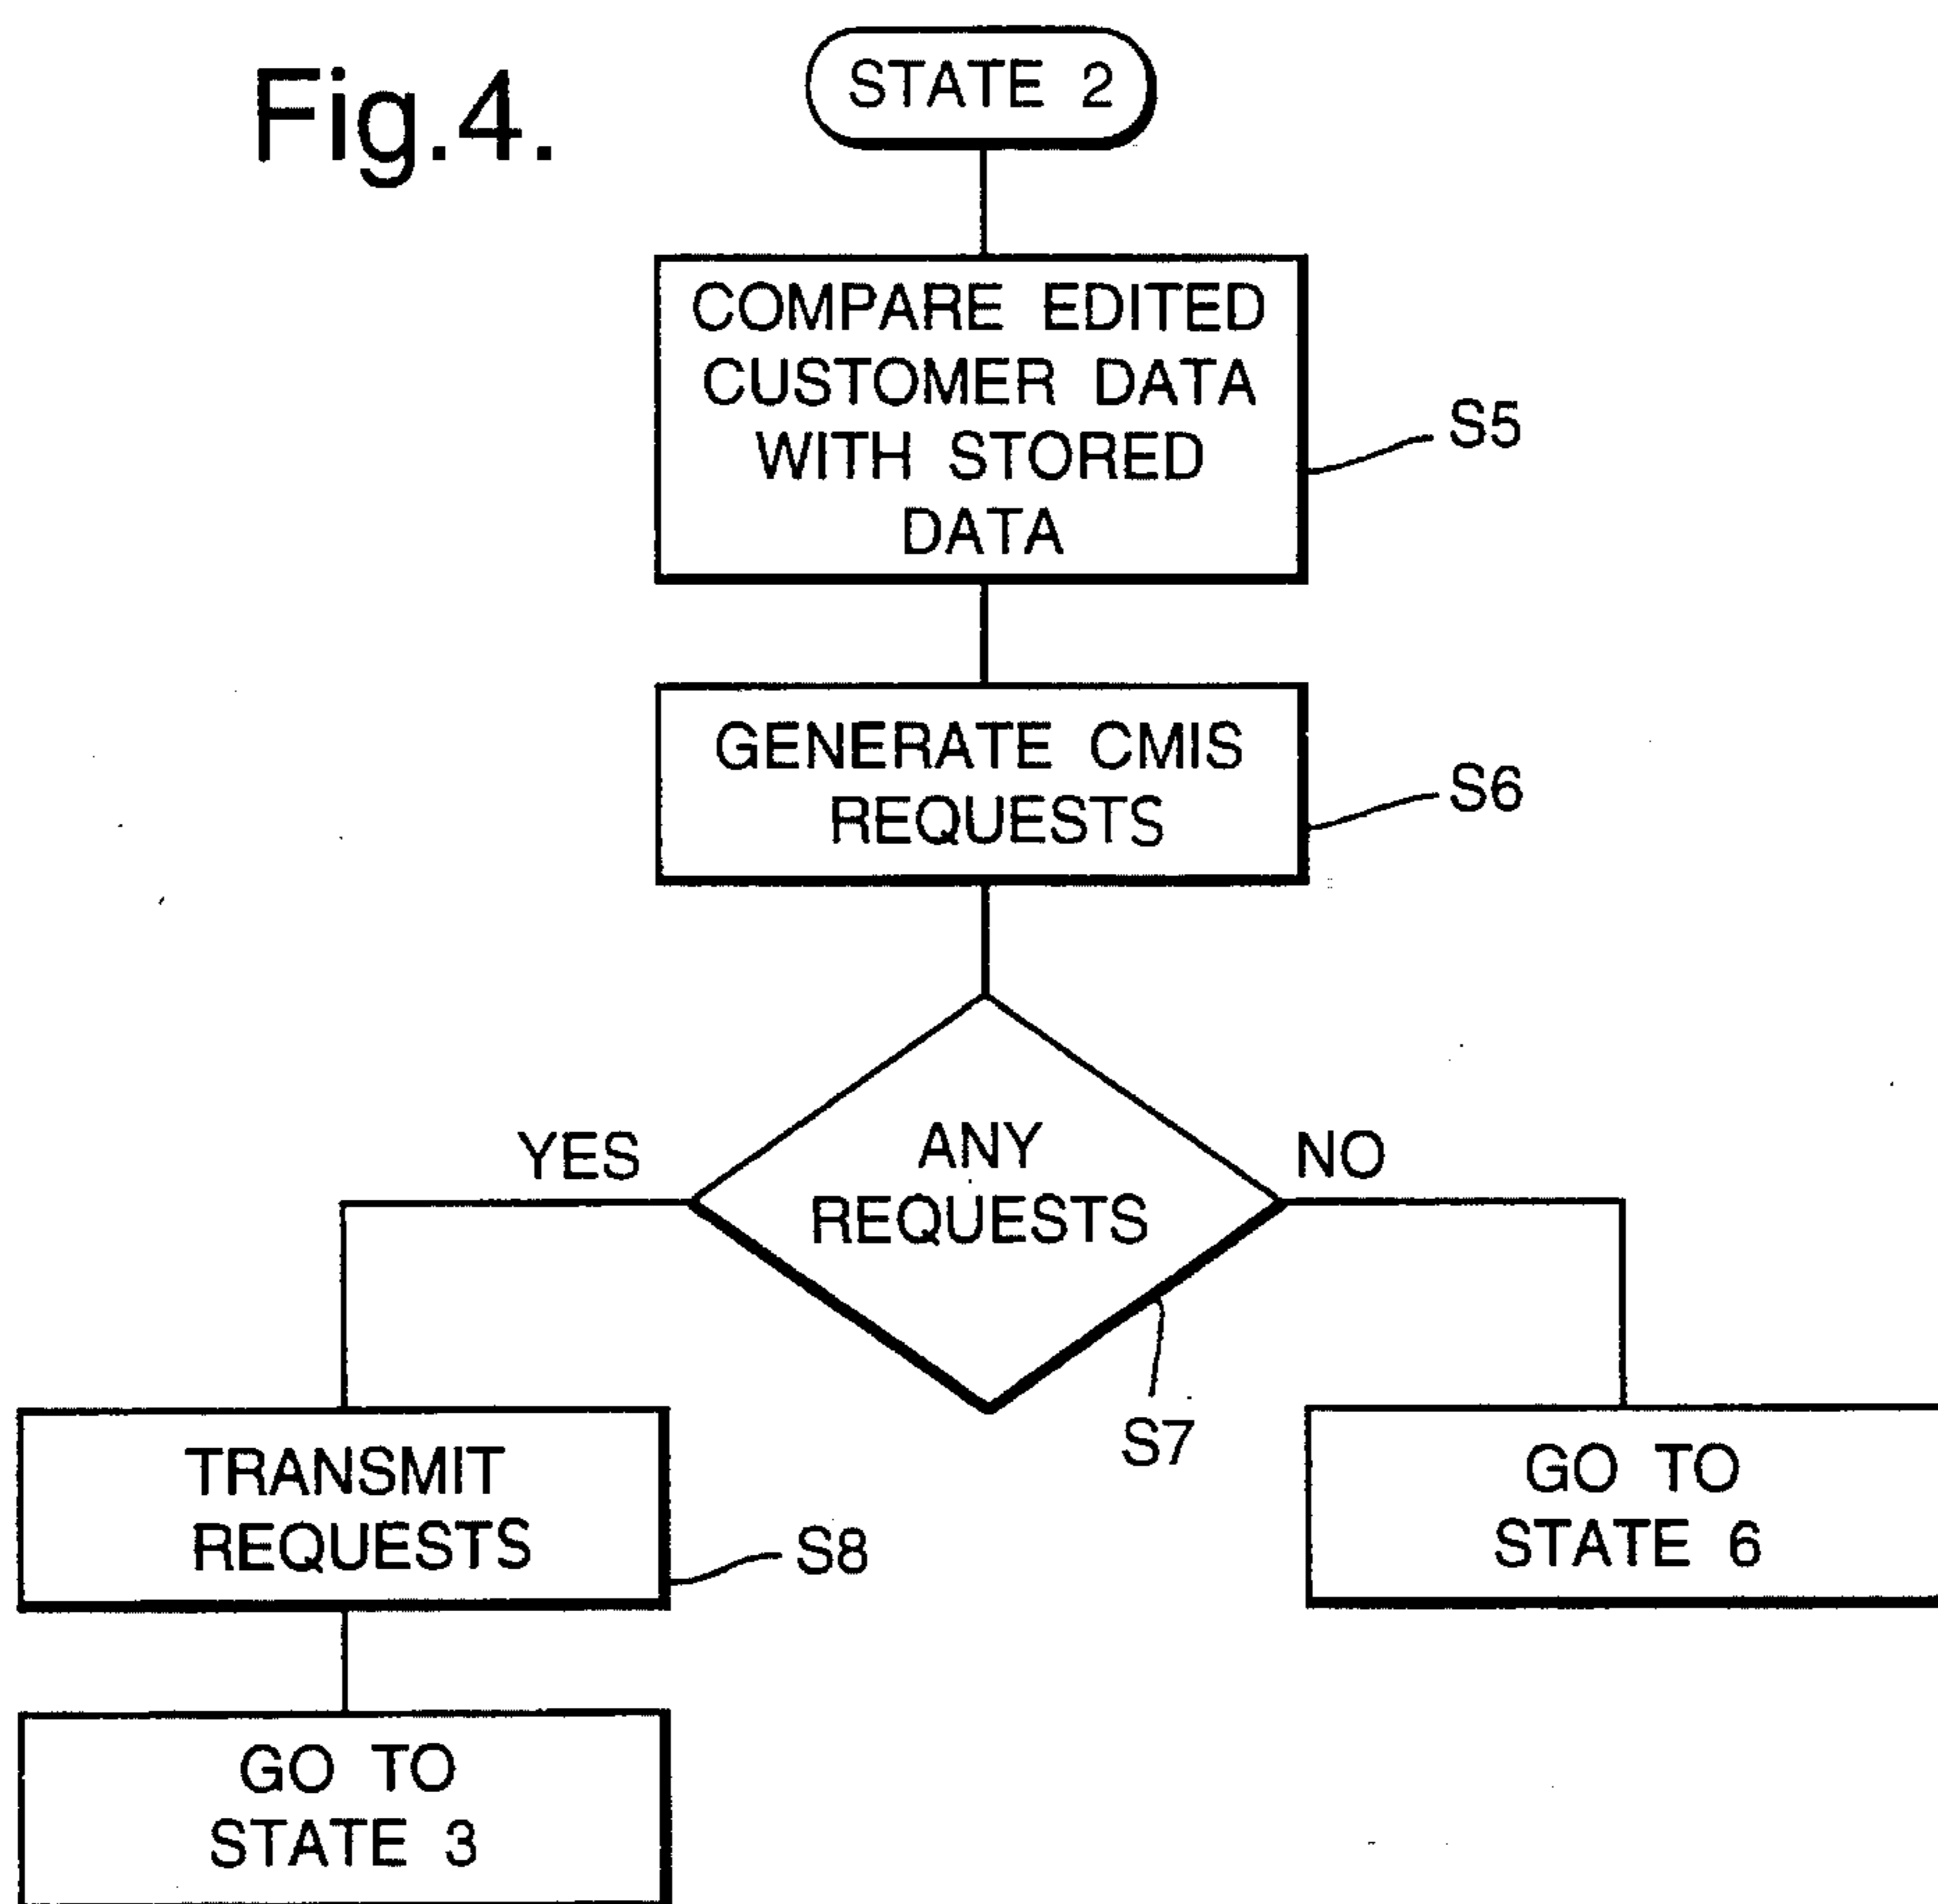 Fig.4.
STATE 2
COMPARE EDITED
CUSTOMER DATA
WITH STORED
DATA
S5
GENERATE CMIS
REQUESTS
S6
ANY
REQUESTS
YES
NO
S7
TRANSMIT
REQUESTS
S8
GO TO
STATE 6
GO TO
STATE 3